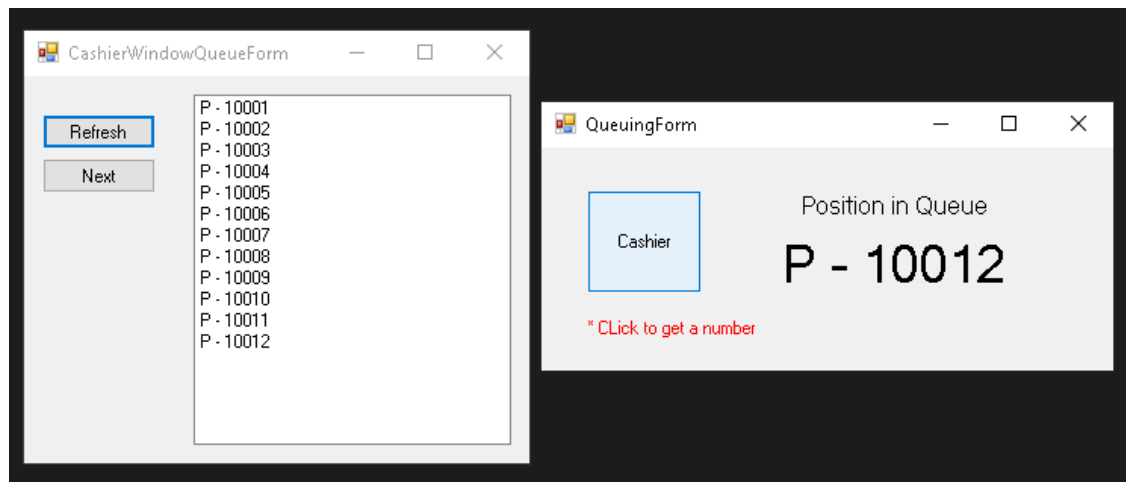 CashierWindowQueueForm
Refresh
Next
P - 10001
P - 10002
P - 10003
P - 10004
P - 10005
P - 10006
P - 10007
P - 10008
P - 10009
P - 10010
P - 10011
P - 10012
QueuingForm
Cashier
Position in Queue
P - 10012
* CLick to get a number